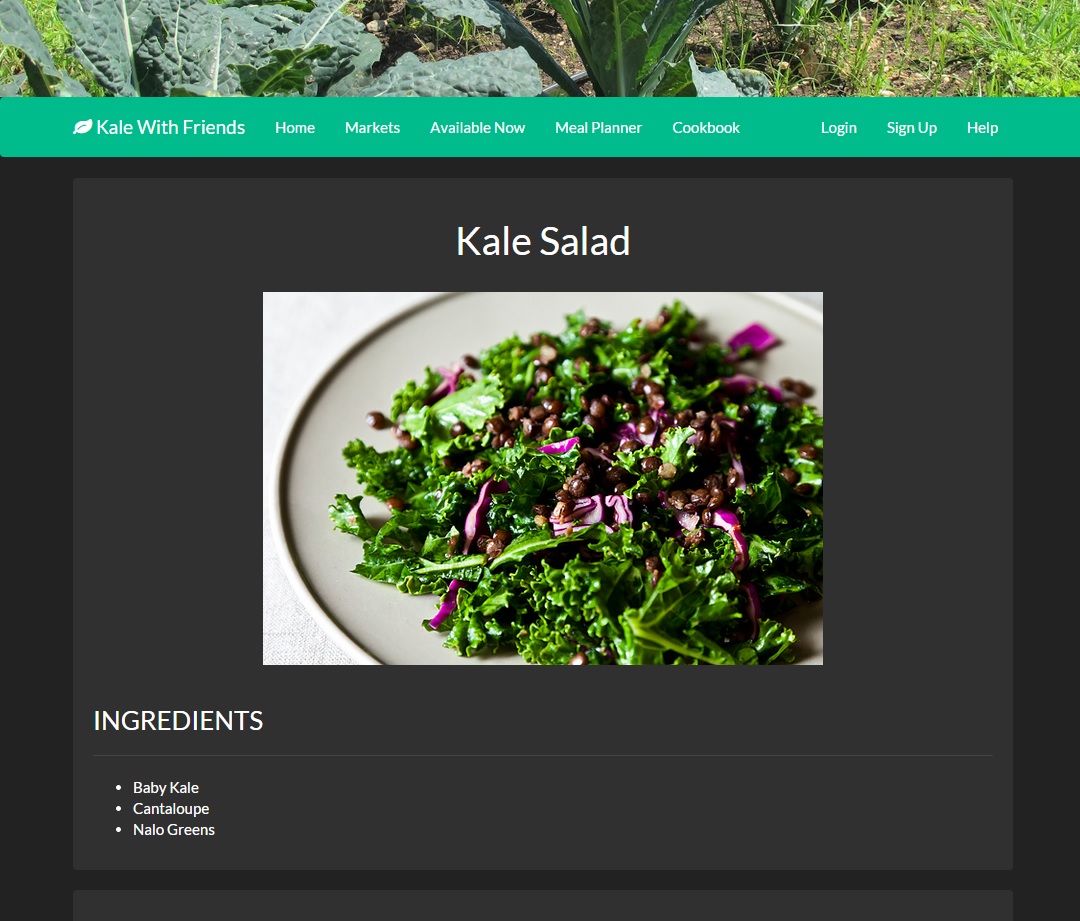 Kale With Friends Home Markets Available Now Meal Planner Cookbook Login Sign Up Help
Kale Salad
INGREDIENTS
Baby Kale
Cantaloupe
Nalo Greens